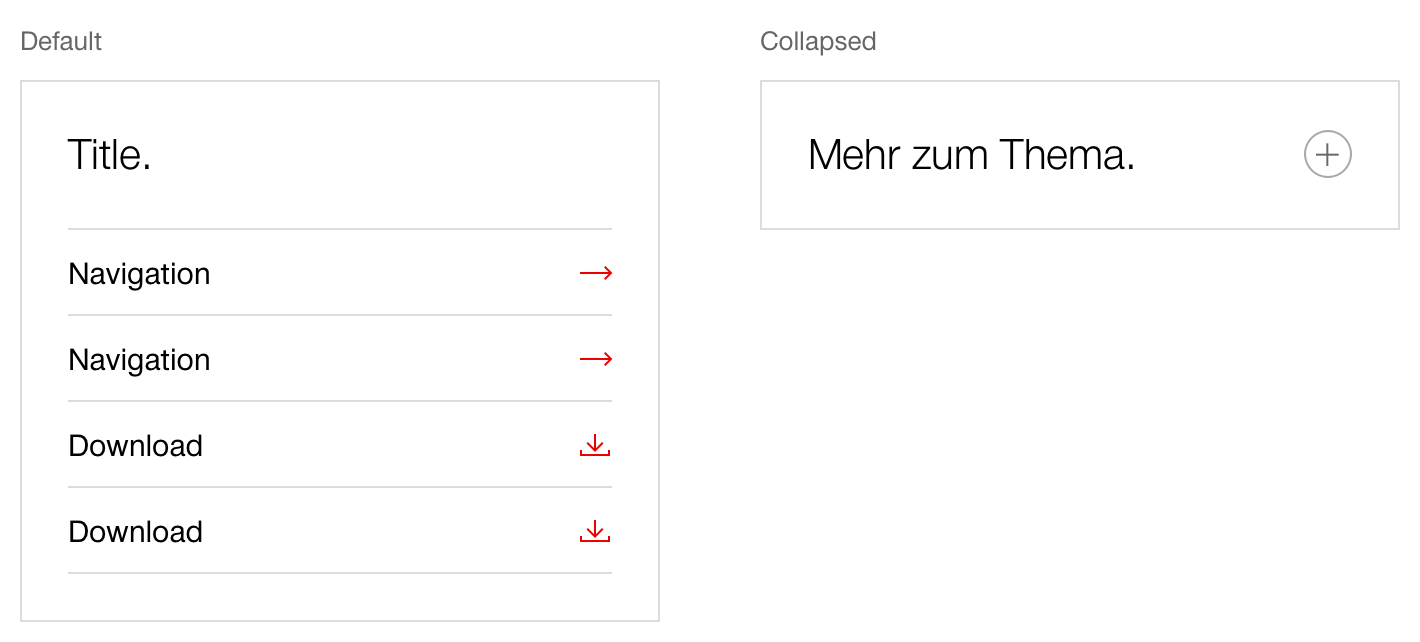 Default
Title.
Navigation
Navigation
Download
Download
Collapsed
Mehr zum Thema.